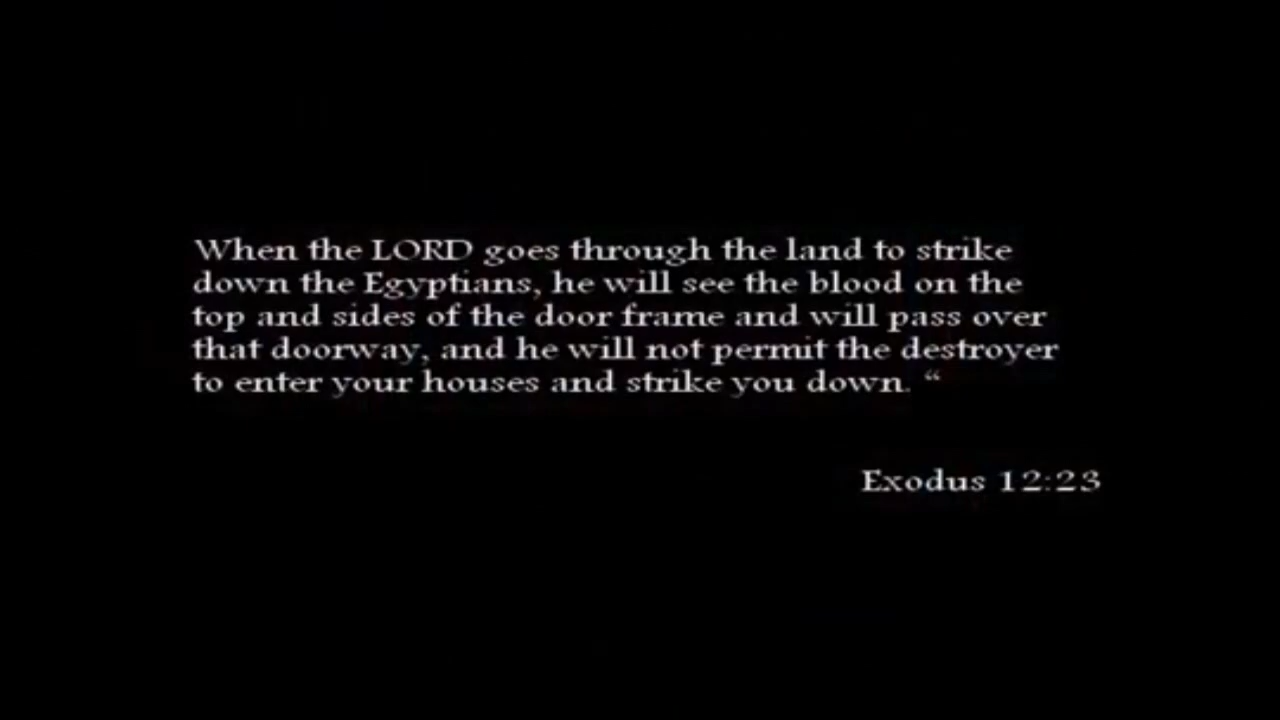 When the LORD goes through the land to strike
down the Egyptians, he will see the blood on the
top and sides of the door frame and will pass over
that doorway, and he will not permit the destroyer
to enter your houses and strike you down. “
Exodus 12:23